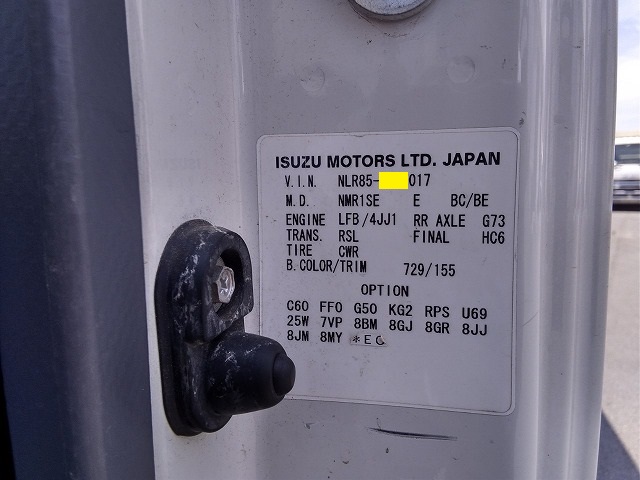 ISUZU MOTORS LTD. JAPAN
V.I.N. NLR85- 017
M.D. NMR1SE E BC/BE
ENGINE LFB/4JJ1 RR AXLE G73
TRANS. RSL FINAL HC6
TIRE CWR
B.COLOR/TRIM 729/155
OPTION
C60 FF0 G50 KG2 RPS U69
25W 7VP 8BM 8GJ 8GR 8JJ
8JM 8MY *EG